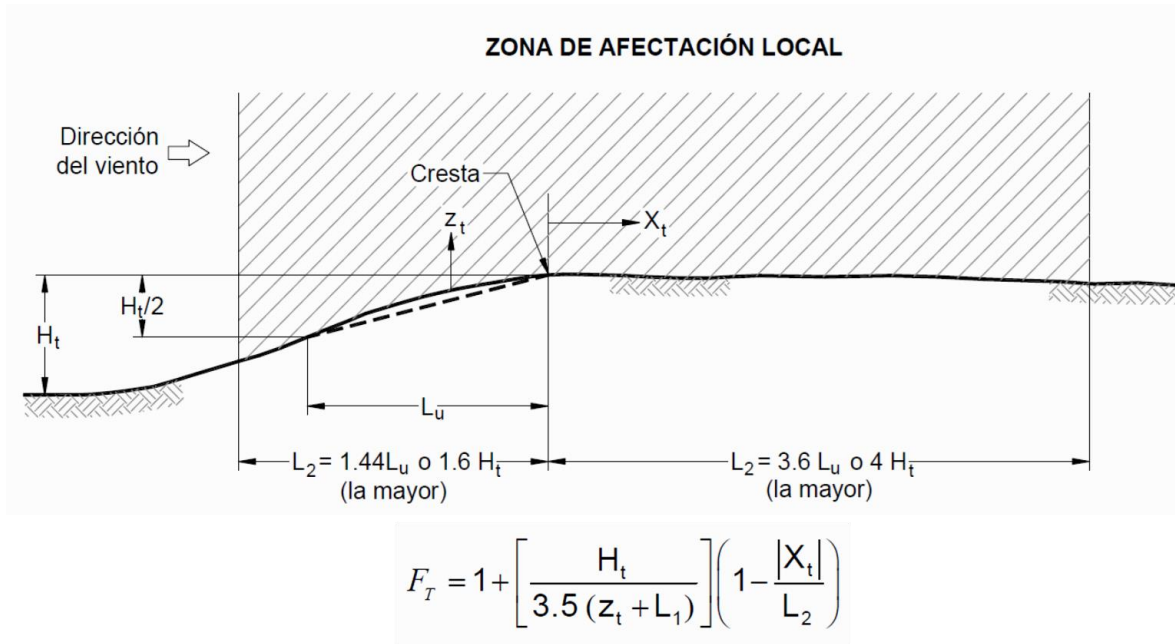 ZONA DE AFECTACIÓN LOCAL
Dirección
del viento
Cresta
z_t
X_t
H_t/2
H_t
L_u
L_2 = 1.44L_u o 1.6 H_t
(la mayor)
L_2 = 3.6 L_u o 4 H_t
(la mayor)
F_T = 1 + [H_t / 3.5 (z_t + L_1)] (1 − |X_t| / L_2)